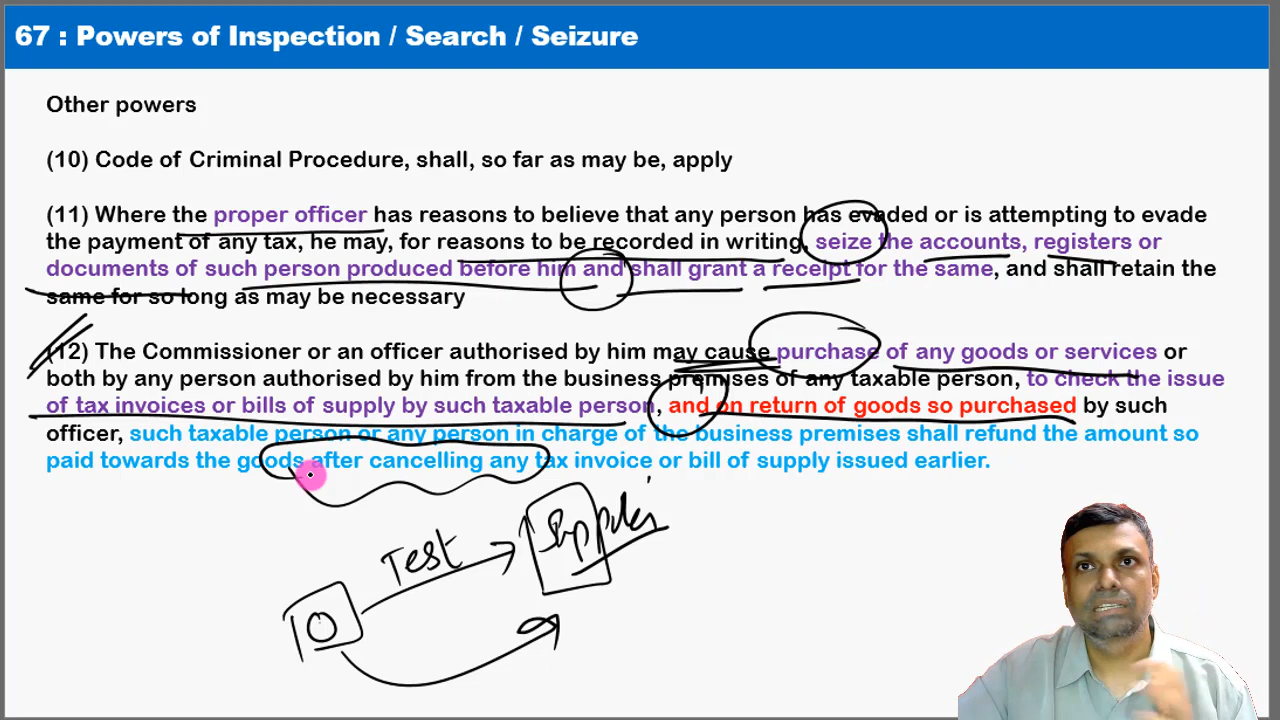 67 : Powers of Inspection / Search / Seizure
Other powers
(10) Code of Criminal Procedure, shall, so far as may be, apply
(11) Where the proper officer has reasons to believe that any person has evaded or is attempting to evade
the payment of any tax, he may, for reasons to be recorded in writing, seize the accounts, registers or
documents of such person produced before him and shall grant a receipt for the same, and shall retain the
same for so long as may be necessary
(12) The Commissioner or an officer authorised by him may cause purchase of any goods or services or
both by any person authorised by him from the business premises of any taxable person, to check the issue
of tax invoices or bills of supply by such taxable person, and on return of goods so purchased by such
officer, such taxable person or any person in charge of the business premises shall refund the amount so
paid towards the goods after cancelling any tax invoice or bill of supply issued earlier.
Test
Supplier
O